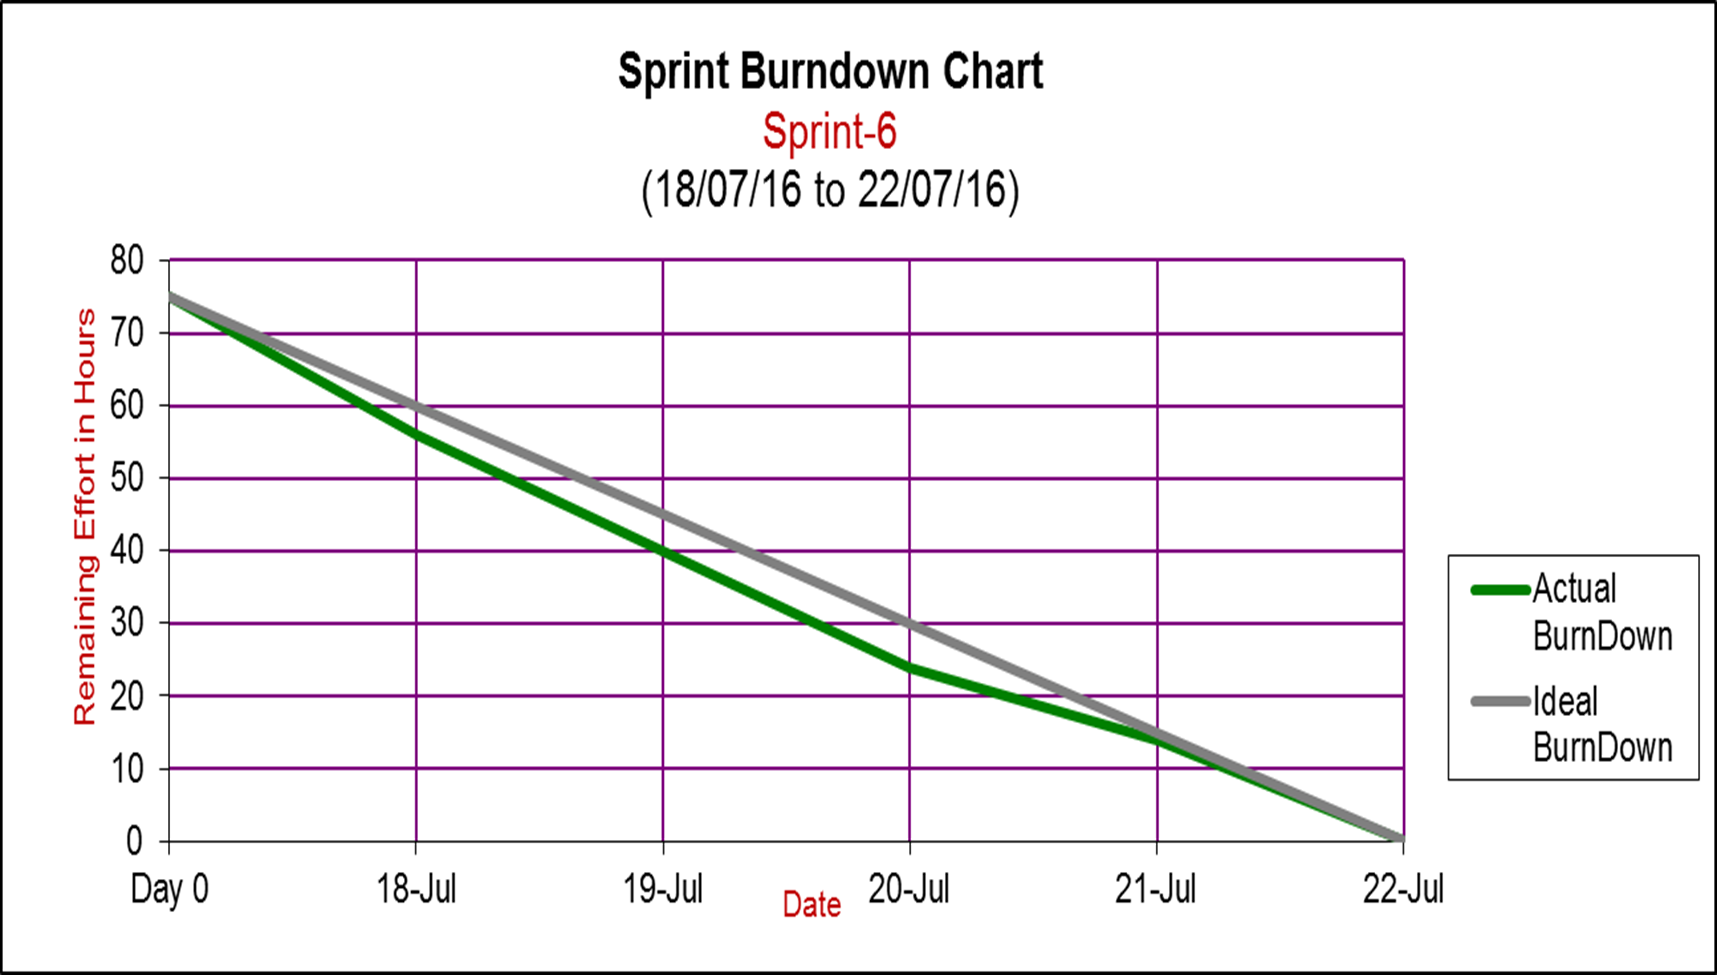 Sprint Burndown Chart
Sprint-6
(18/07/16 to 22/07/16)
Remaining Effort in Hours
80
70
60
50
40
30
20
10
0
Day 0
18-Jul
19-Jul
20-Jul
21-Jul
22-Jul
Date
Actual
BurnDown
Ideal
BurnDown